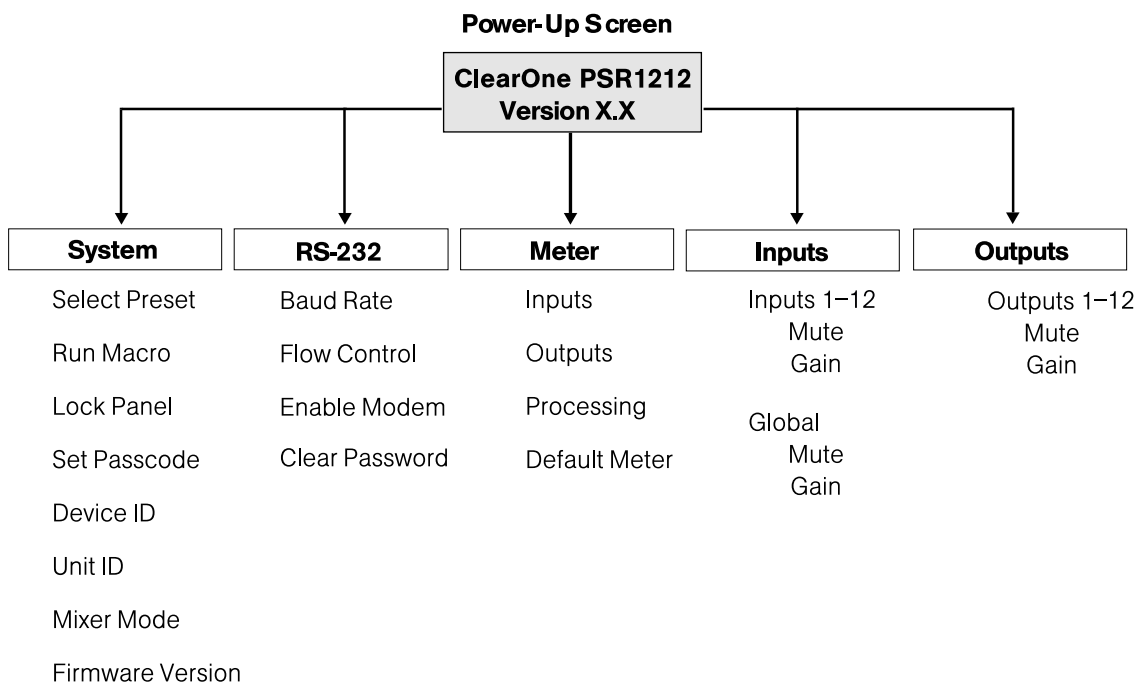 Power-Up Screen
ClearOne PSR1212
Version X.X
System
Select Preset
Run Macro
Lock Panel
Set Passcode
Device ID
Unit ID
Mixer Mode
Firmware Version
RS-232
Baud Rate
Flow Control
Enable Modem
Clear Password
Meter
Inputs
Outputs
Processing
Default Meter
Inputs
Inputs 1–12
Mute
Gain
Global
Mute
Gain
Outputs
Outputs 1–12
Mute
Gain